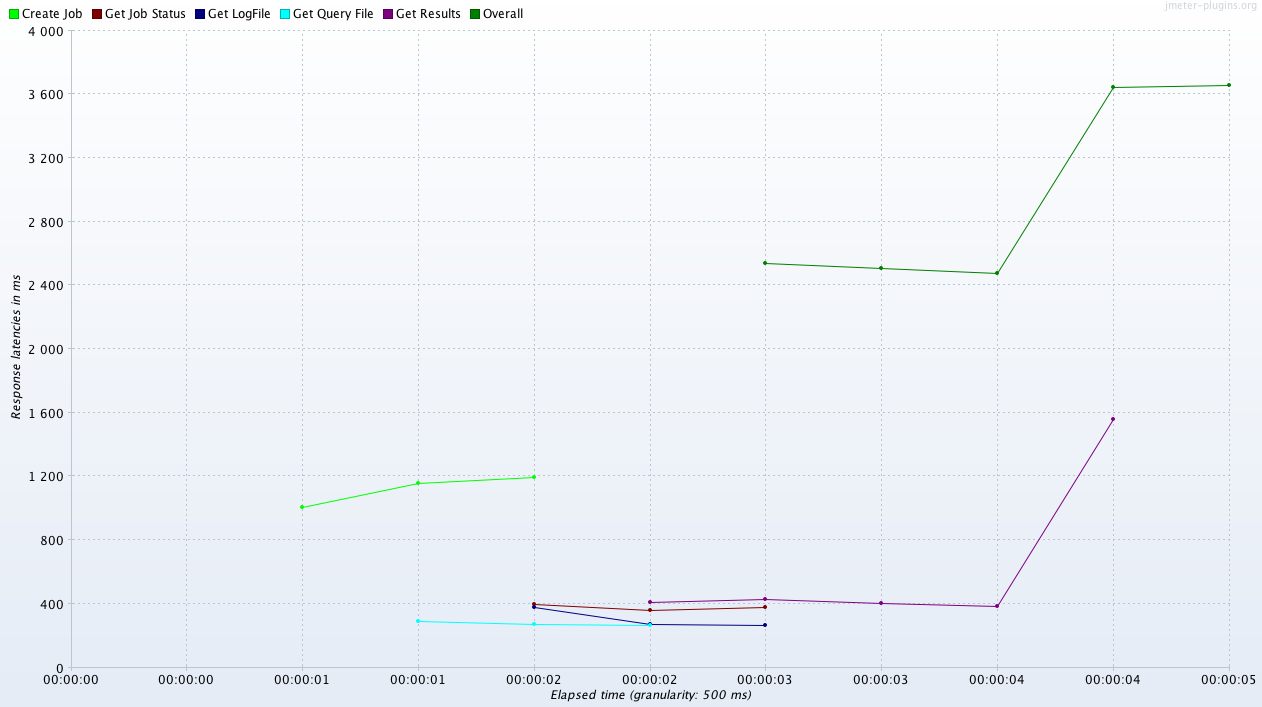 jmeter-plugins.org
Create Job Get Job Status Get LogFile Get Query File Get Results Overall
4 000
3 600
3 200
2 800
2 400
2 000
1 600
1 200
800
400
0
Response latencies in ms
00:00:00 00:00:00 00:00:01 00:00:01 00:00:02 00:00:02 00:00:03 00:00:03 00:00:04 00:00:04 00:00:05
Elapsed time (granularity: 500 ms)